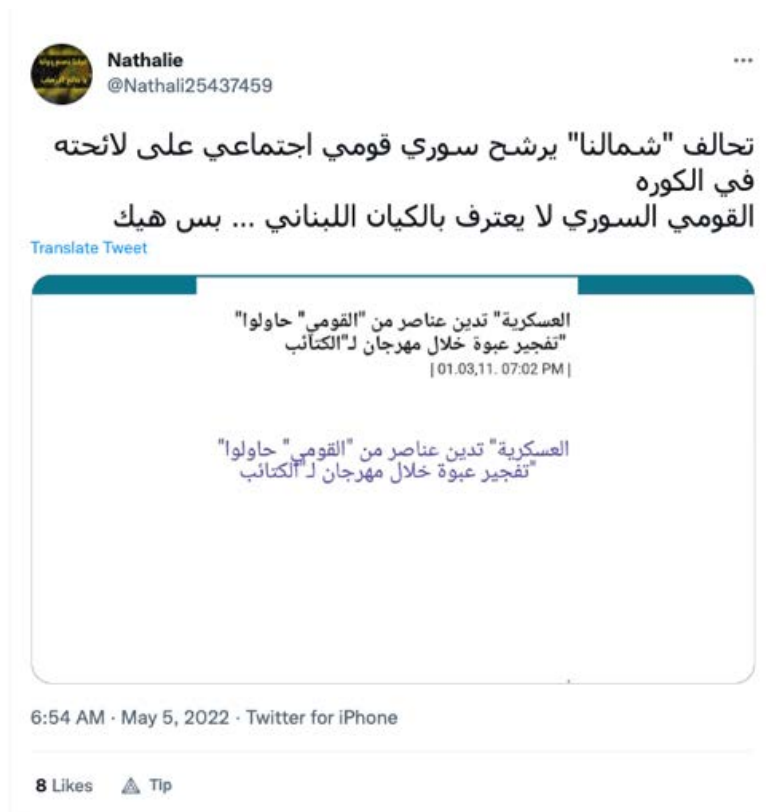 Nathalie
@Nathali25437459
تحالف "شمالنا" يرشح سوري قومي اجتماعي على لائحته
في الكوره
القومي السوري لا يعترف بالكيان اللبناني ... بس هيك
Translate Tweet
العسكرية" تدين عناصر من "القومي" حاولوا"
"تفجير عبوة خلال مهرجان لـ"الكتائب
| 01.03,11. 07:02 PM |
العسكرية" تدين عناصر من "القومي" حاولوا"
"تفجير عبوة خلال مهرجان لـ"الكتائب
6:54 AM · May 5, 2022 · Twitter for iPhone
8 Likes Tip